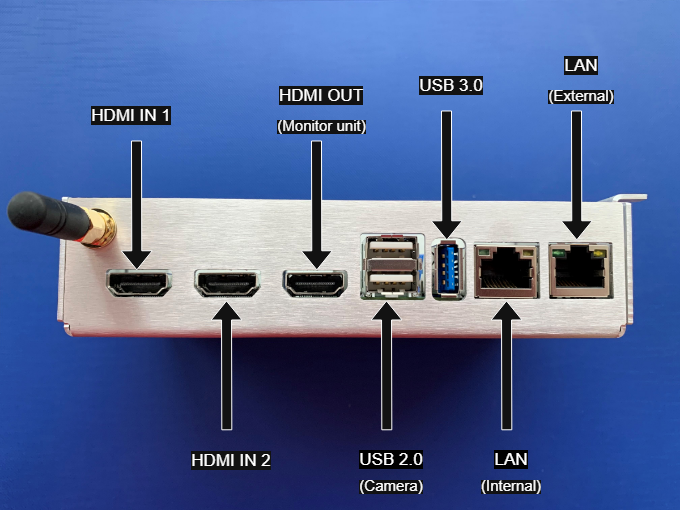 HDMI IN 1
HDMI OUT
(Monitor unit)
USB 3.0
LAN
(External)
HDMI IN 2
USB 2.0
(Camera)
LAN
(Internal)